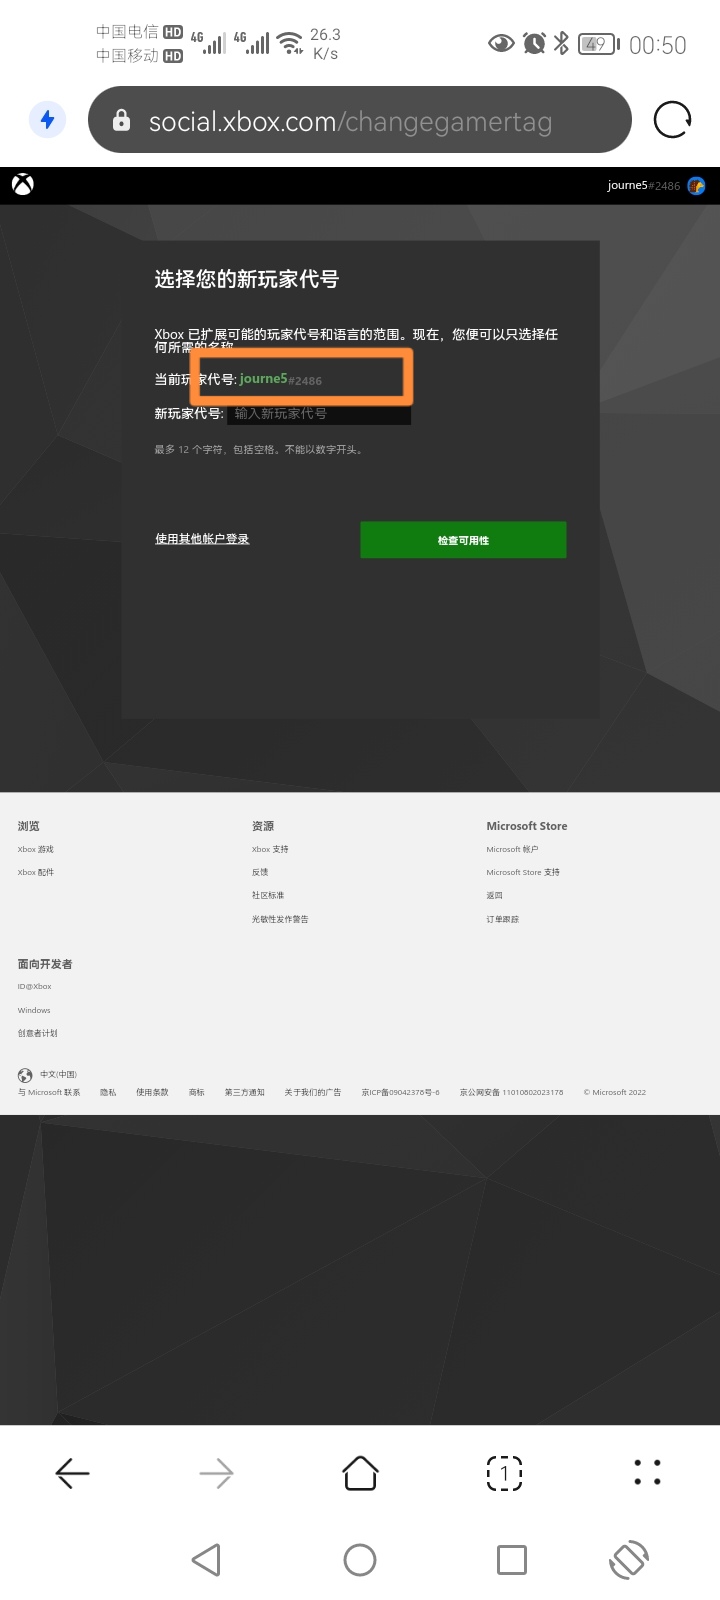 中国电信 HD 4G 4G 26.3 K/s 49 00:50
中国移动 HD
social.xbox.com/changegamertag
journe5#2486
选择您的新玩家代号
Xbox 已扩展可能的玩家代号和语言的范围。现在，您便可以只选择任
何所需的名称
当前玩家代号: journe5#2486
新玩家代号: 输入新玩家代号
最多 12 个字符，包括空格。不能以数字开头。
使用其他帐户登录
检查可用性
浏览
Xbox 游戏
Xbox 配件
资源
Xbox 支持
反馈
社区标准
光敏性发作警告
Microsoft Store
Microsoft 帐户
Microsoft Store 支持
返回
订单跟踪
面向开发者
ID@Xbox
Windows
创意者计划
中文(中国)
与 Microsoft 联系 隐私 使用条款 商标 第三方通知 关于我们的广告 京ICP备09042378号-6 京公网安备 11010802023178 © Microsoft 2022
1